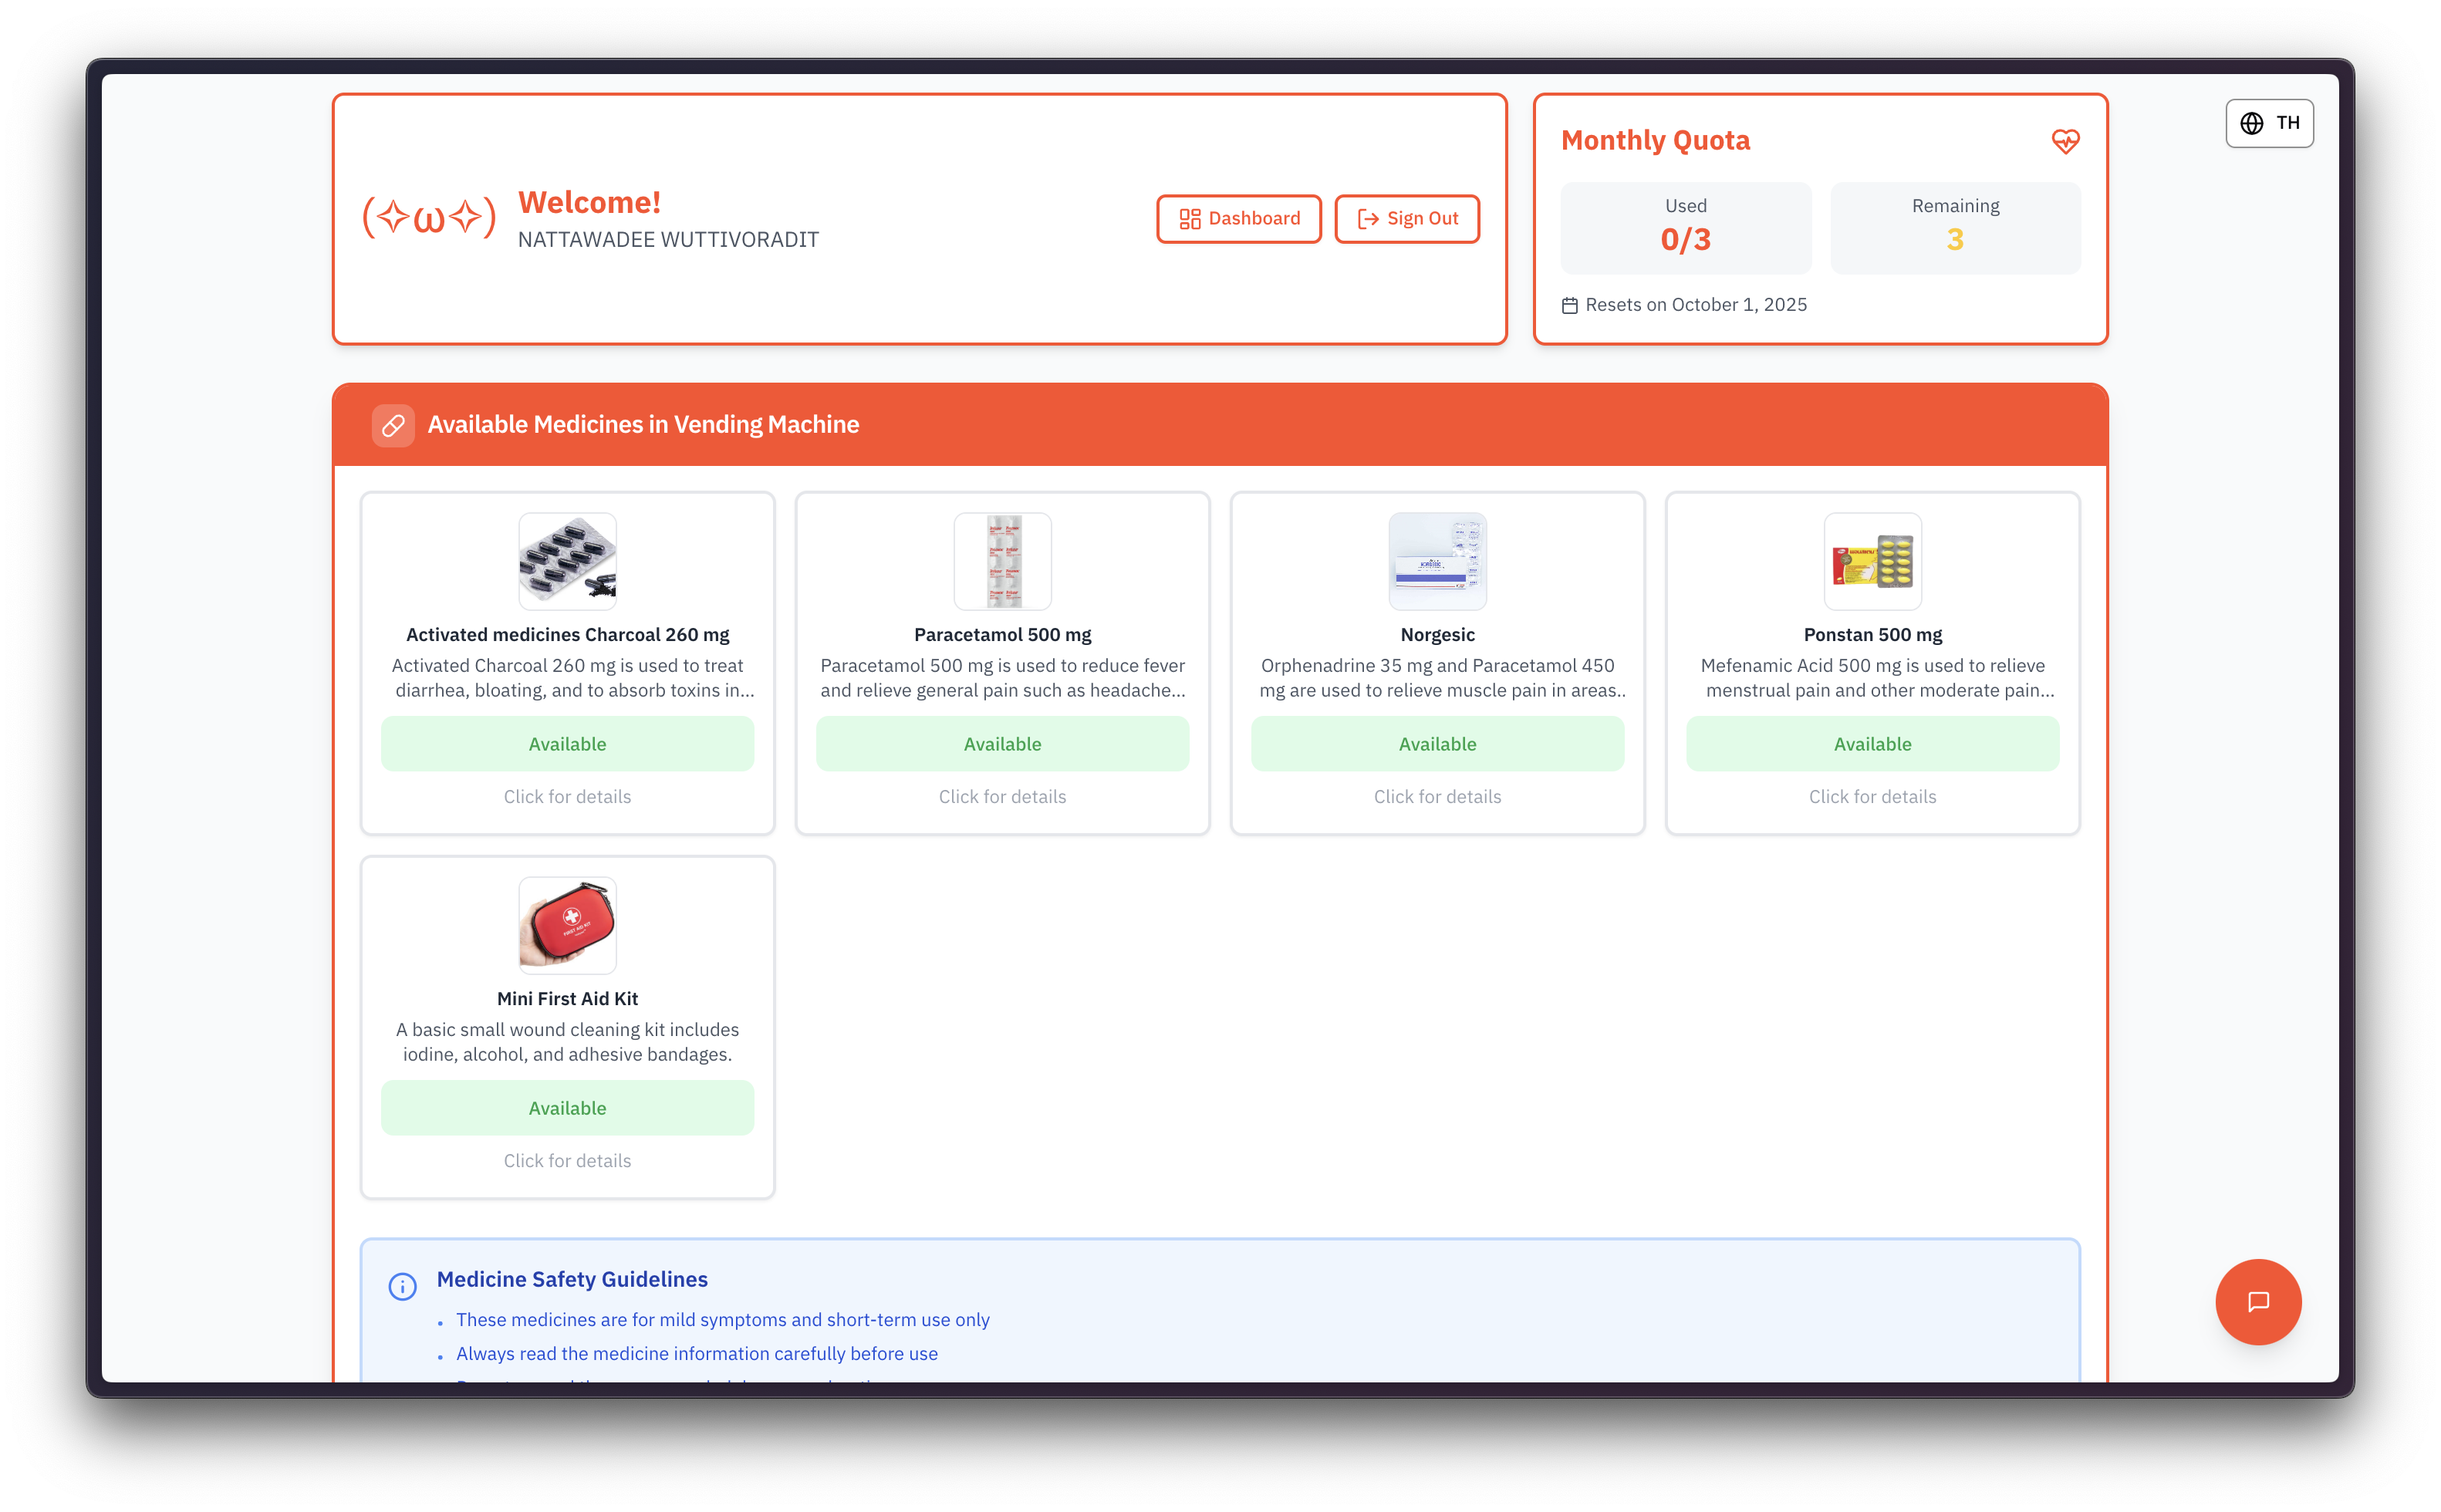 TH
(✧ω✧)
Welcome!
NATTAWADEE WUTTIVORADIT
Dashboard
Sign Out
Monthly Quota
Used
0/3
Remaining
3
Resets on October 1, 2025
Available Medicines in Vending Machine
Activated medicines Charcoal 260 mg
Activated Charcoal 260 mg is used to treat
diarrhea, bloating, and to absorb toxins in...
Available
Click for details
Paracetamol 500 mg
Paracetamol 500 mg is used to reduce fever
and relieve general pain such as headache...
Available
Click for details
Norgesic
Orphenadrine 35 mg and Paracetamol 450
mg are used to relieve muscle pain in areas..
Available
Click for details
Ponstan 500 mg
Mefenamic Acid 500 mg is used to relieve
menstrual pain and other moderate pain...
Available
Click for details
FIRST AID KIT
Mini First Aid Kit
A basic small wound cleaning kit includes
iodine, alcohol, and adhesive bandages.
Available
Click for details
Medicine Safety Guidelines
• These medicines are for mild symptoms and short-term use only
• Always read the medicine information carefully before use